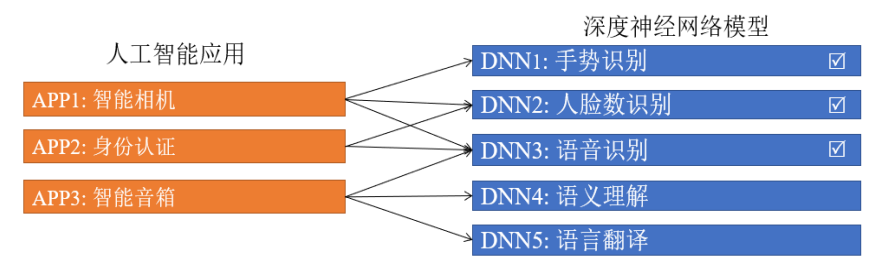 人工智能应用
深度神经网络模型
APP1: 智能相机
APP2: 身份认证
APP3: 智能音箱
DNN1: 手势识别 ☑
DNN2: 人脸数识别 ☑
DNN3: 语音识别 ☑
DNN4: 语义理解
DNN5: 语言翻译